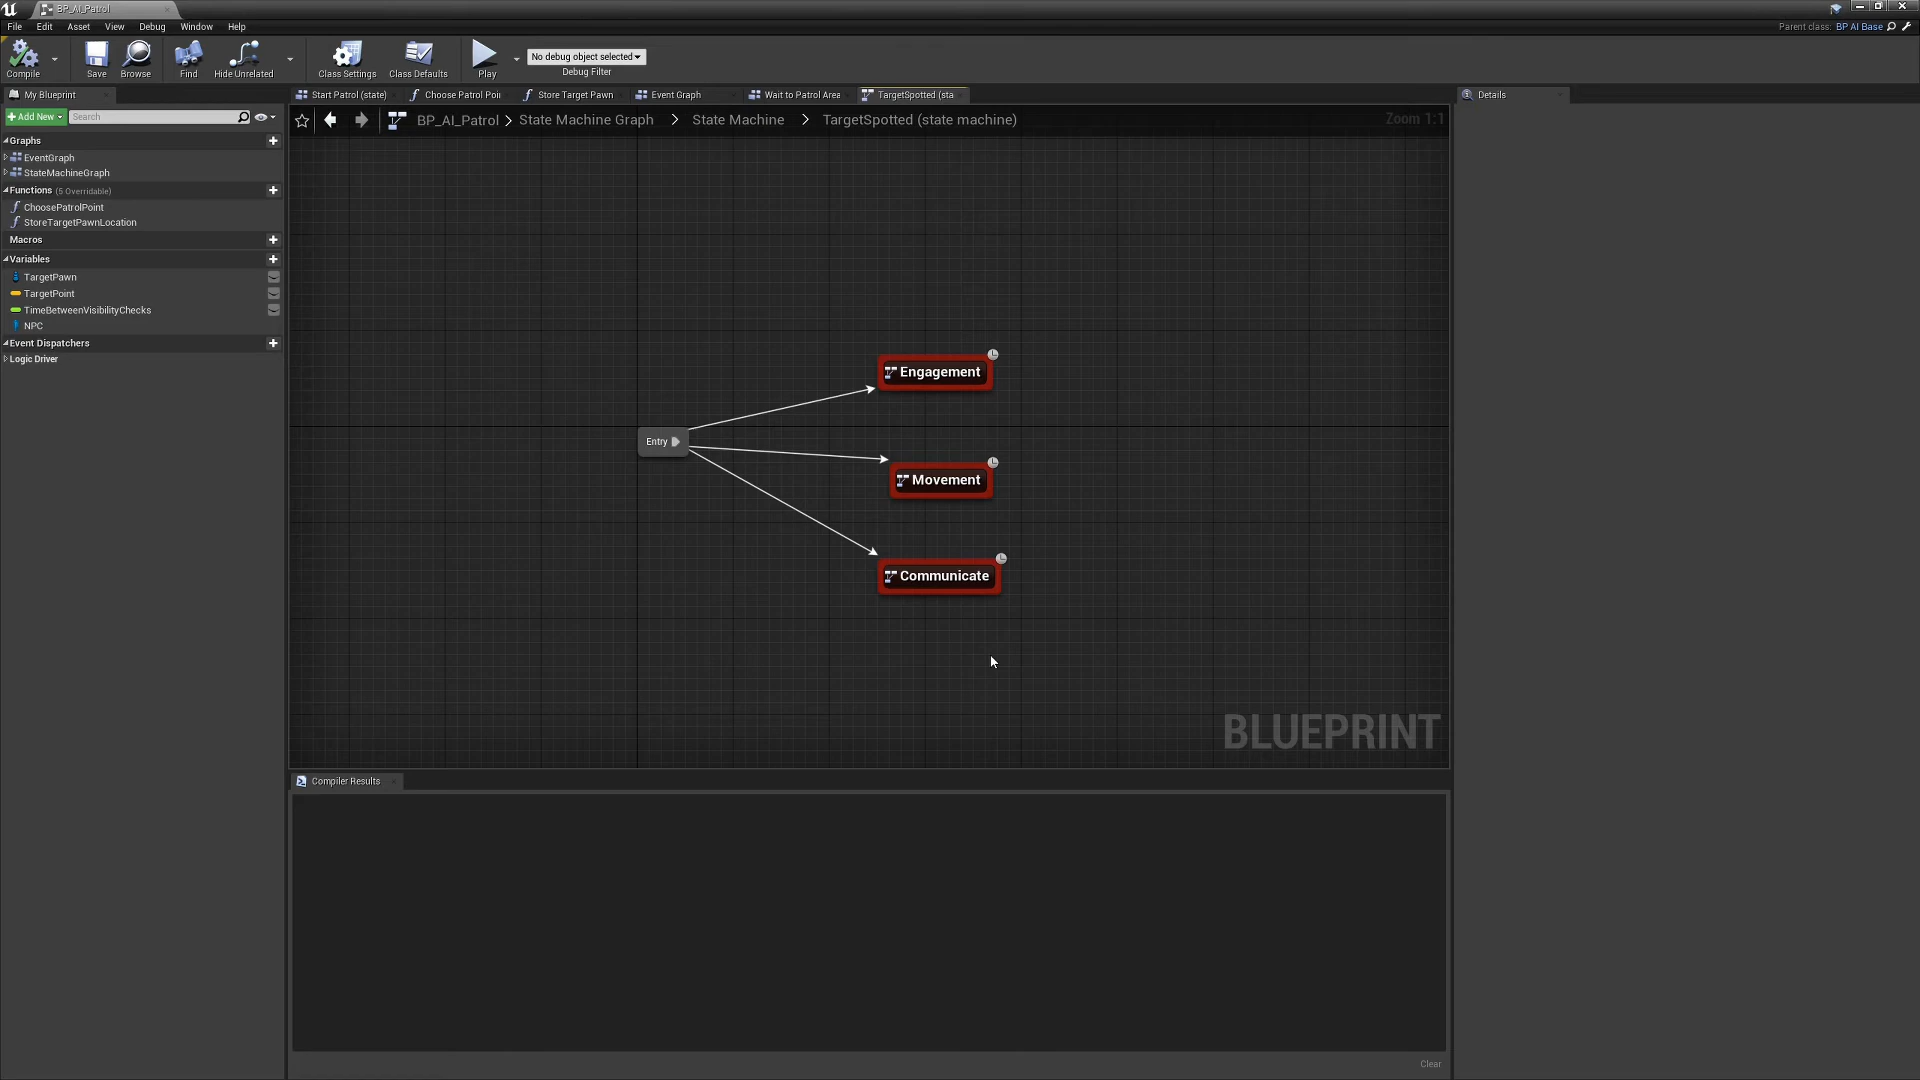 BP_AI_Patrol
File Edit Asset View Debug Window Help
Parent class: BP AI Base
Compile Save Browse Find Hide Unrelated Class Settings Class Defaults Play
No debug object selected
Debug Filter
My Blueprint
Start Patrol (state) Choose Patrol Poi Store Target Pawn Event Graph Wait to Patrol Area TargetSpotted (sta
Details
Add New Search
BP_AI_Patrol > State Machine Graph > State Machine > TargetSpotted (state machine)
Zoom 1:1
Graphs
EventGraph
StateMachineGraph
Functions (5 Overridable)
ChoosePatrolPoint
StoreTargetPawnLocation
Macros
Variables
TargetPawn
TargetPoint
TimeBetweenVisibilityChecks
NPC
Event Dispatchers
Logic Driver
Engagement
Entry
Movement
Communicate
BLUEPRINT
Compiler Results
Clear